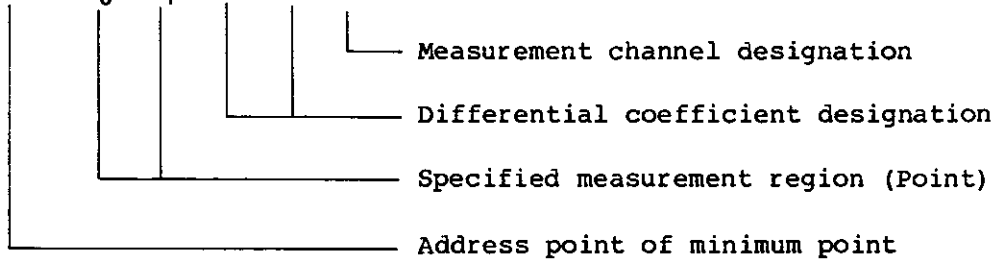 Measurement channel designation
Differential coefficient designation
Specified measurement region (Point)
Address point of minimum point